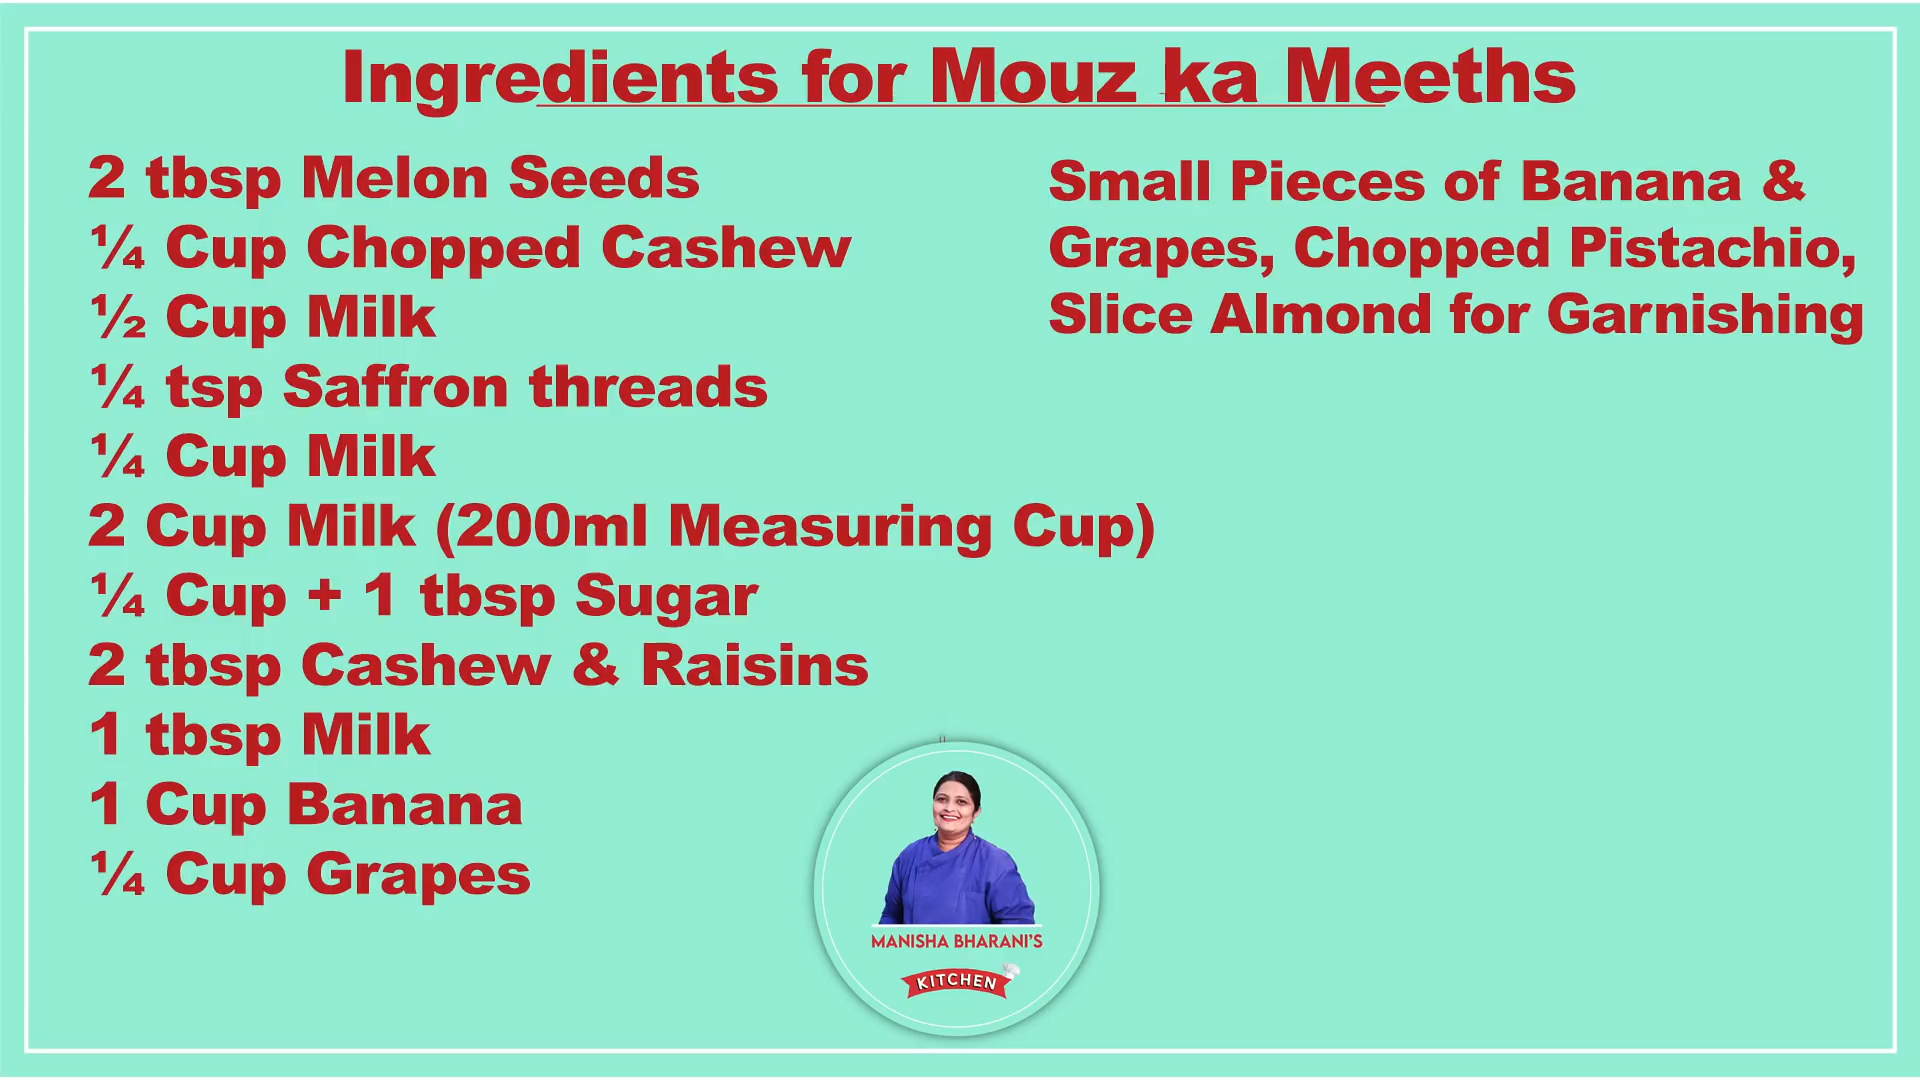 Ingredients for Mouz ka Meeths
2 tbsp Melon Seeds
¼ Cup Chopped Cashew
½ Cup Milk
¼ tsp Saffron threads
¼ Cup Milk
2 Cup Milk (200ml Measuring Cup)
¼ Cup + 1 tbsp Sugar
2 tbsp Cashew & Raisins
1 tbsp Milk
1 Cup Banana
¼ Cup Grapes
Small Pieces of Banana &
Grapes, Chopped Pistachio,
Slice Almond for Garnishing
MANISHA BHARANI'S
KITCHEN